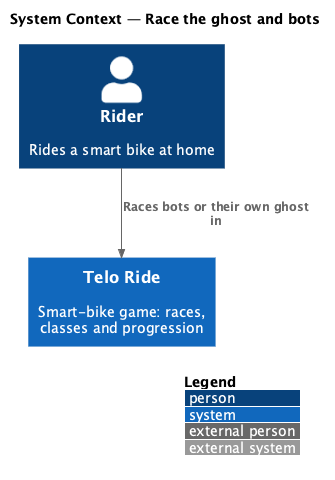 System Context — Race the ghost and bots
Rider
Rides a smart bike at home
Races bots or their own ghost
in
Telo Ride
Smart-bike game: races,
classes and progression
Legend
person
system
external person
external system